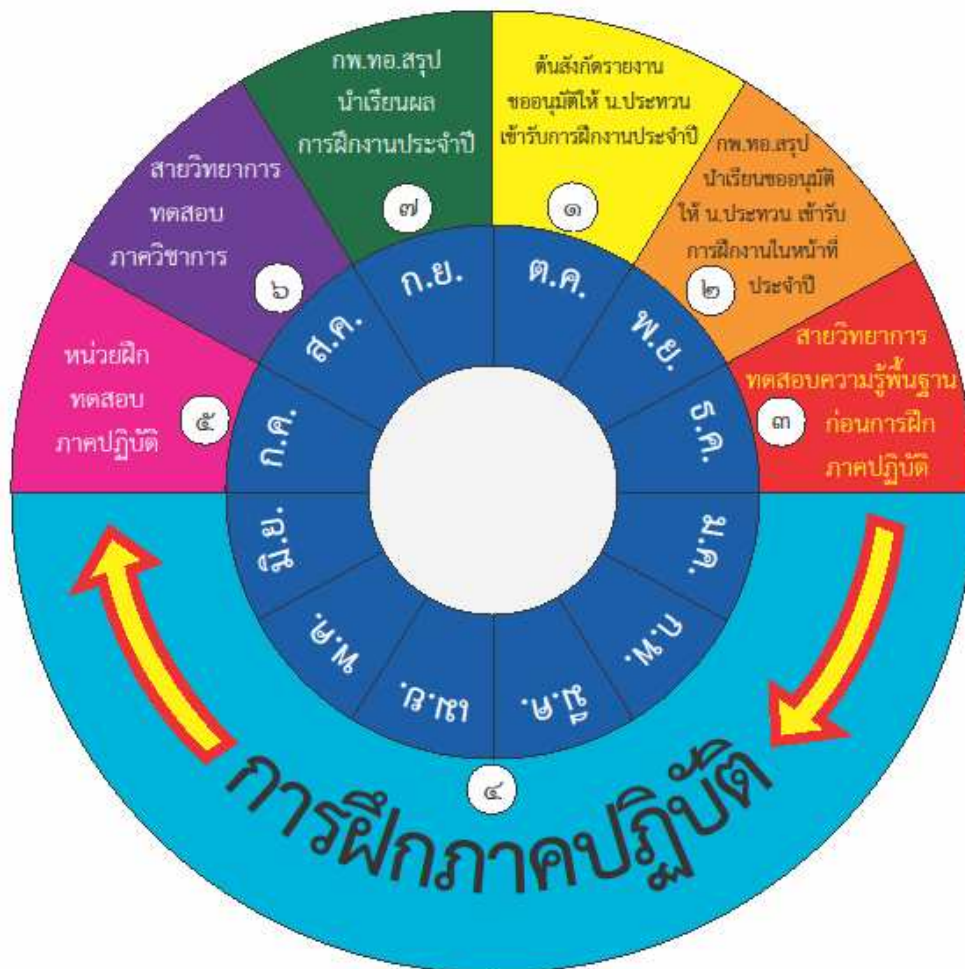 ต้นสังกัดรายงาน
ขออนุมัติให้ น.ประทวน
เข้ารับการฝึกงานประจำปี
๑
กพ.ทอ.สรุป
นำเรียนขออนุมัติ
ให้ น.ประทวน เข้ารับ
การฝึกงานในหน้าที่
ประจำปี
๒
สายวิทยาการ
ทดสอบความรู้พื้นฐาน
ก่อนการฝึก
ภาคปฏิบัติ
๓
การฝึกภาคปฏิบัติ
๔
หน่วยฝึก
ทดสอบ
ภาคปฏิบัติ
๕
สายวิทยาการ
ทดสอบ
ภาควิชาการ
๖
กพ.ทอ.สรุป
นำเรียนผล
การฝึกงานประจำปี
๗
ต.ค.
พ.ย.
ธ.ค.
ม.ค.
ก.พ.
มี.ค.
เม.ย.
พ.ค.
มิ.ย.
ก.ค.
ส.ค.
ก.ย.